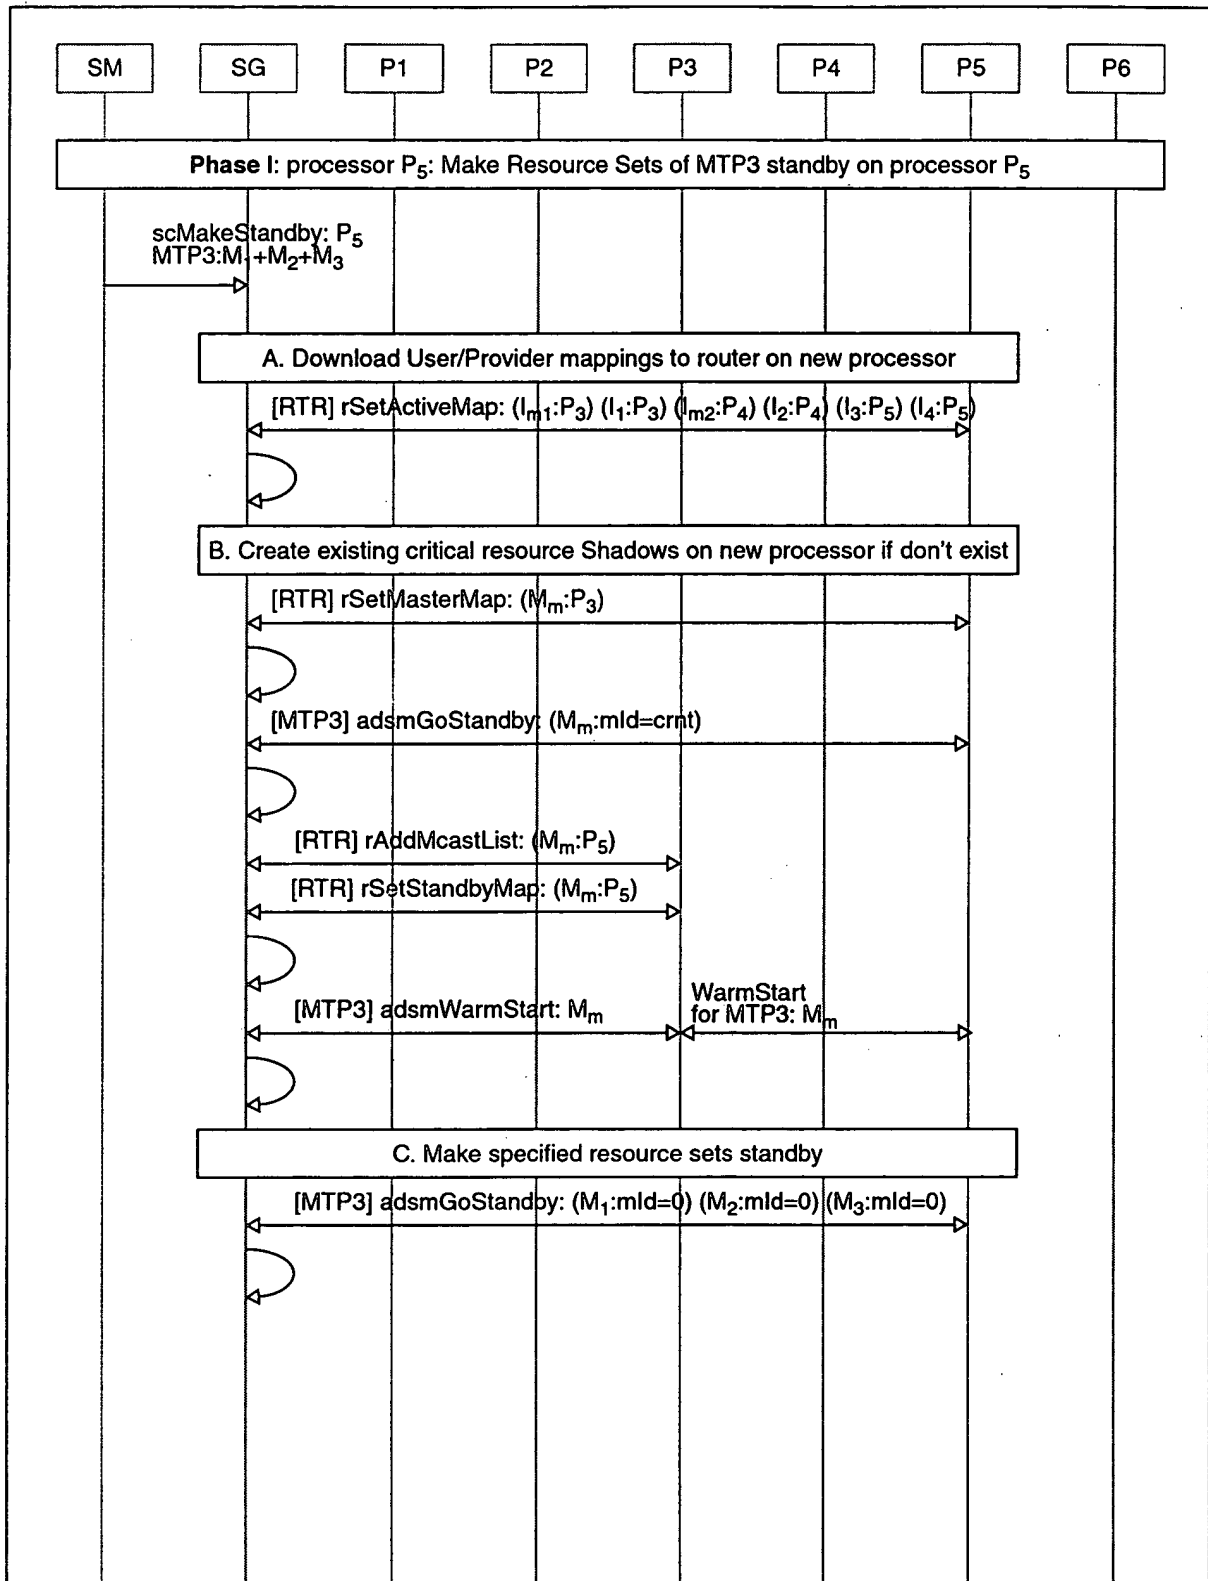 SM SG P1 P2 P3 P4 P5 P6
Phase I: processor P5: Make Resource Sets of MTP3 standby on processor P5
scMakeStandby: P5
MTP3:M1+M2+M3
A. Download User/Provider mappings to router on new processor
[RTR] rSetActiveMap: (Im1:P3) (I1:P3) (Im2:P4) (I2:P4) (I3:P5) (I4:P5)
B. Create existing critical resource Shadows on new processor if don't exist
[RTR] rSetMasterMap: (Mm:P3)
[MTP3] adsmGoStandby: (Mm:mId=crnt)
[RTR] rAddMcastList: (Mm:P5)
[RTR] rSetStandbyMap: (Mm:P5)
[MTP3] adsmWarmStart: Mm
WarmStart
for MTP3: Mm
C. Make specified resource sets standby
[MTP3] adsmGoStandby: (M1:mId=0) (M2:mId=0) (M3:mId=0)